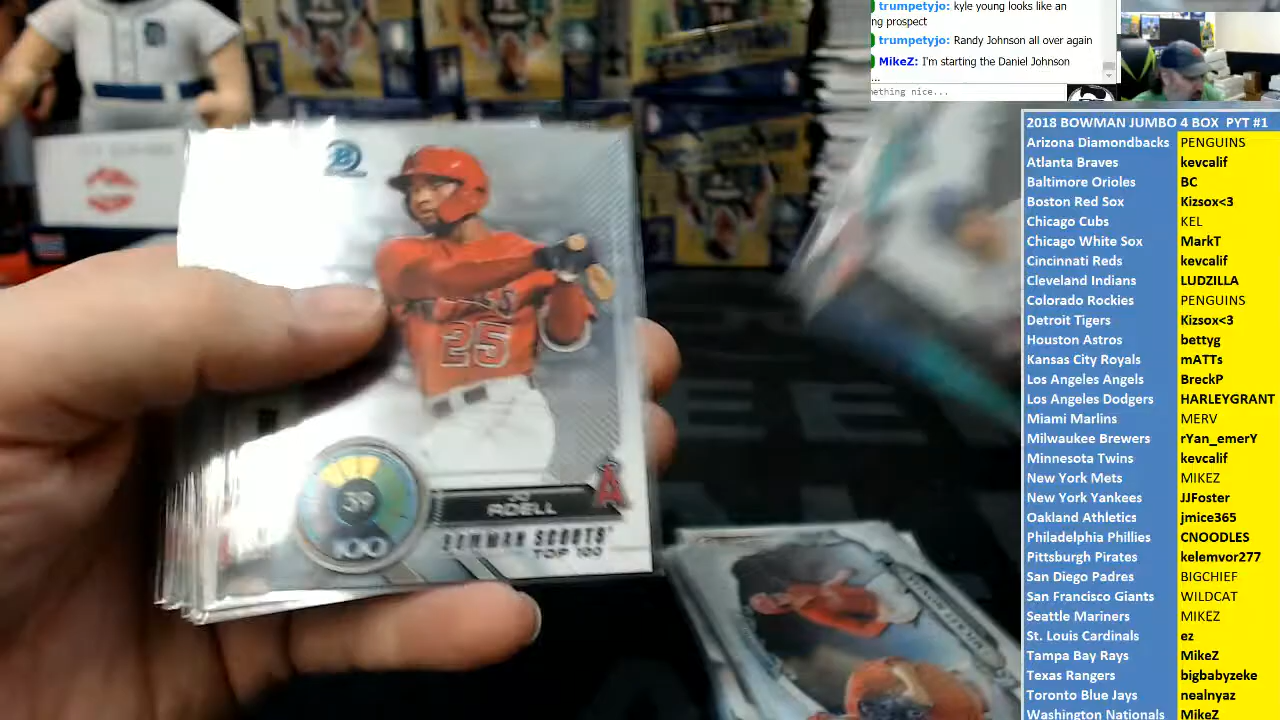 trumpetyjo: kyle young looks like an
ng prospect
trumpetyjo: Randy Johnson all over again
MikeZ: I'm starting the Daniel Johnson
...
ething nice...
2018 BOWMAN JUMBO 4 BOX PYT #1
Arizona Diamondbacks PENGUINS
Atlanta Braves kevcalif
Baltimore Orioles BC
Boston Red Sox Kizsox<3
Chicago Cubs KEL
Chicago White Sox MarkT
Cincinnati Reds kevcalif
Cleveland Indians LUDZILLA
Colorado Rockies PENGUINS
Detroit Tigers Kizsox<3
Houston Astros bettyg
Kansas City Royals mATTs
Los Angeles Angels BreckP
Los Angeles Dodgers HARLEYGRANT
Miami Marlins MERV
Milwaukee Brewers rYan_emerY
Minnesota Twins kevcalif
New York Mets MIKEZ
New York Yankees JJFoster
Oakland Athletics jmice365
Philadelphia Phillies CNOODLES
Pittsburgh Pirates kelemvor277
San Diego Padres BIGCHIEF
San Francisco Giants WILDCAT
Seattle Mariners MIKEZ
St. Louis Cardinals ez
Tampa Bay Rays MikeZ
Texas Rangers bigbabyzeke
Toronto Blue Jays nealnyaz
Washington Nationals MikeZ
25
59
100
JO
ADELL
BOWMAN SCOUTS'
TOP 100